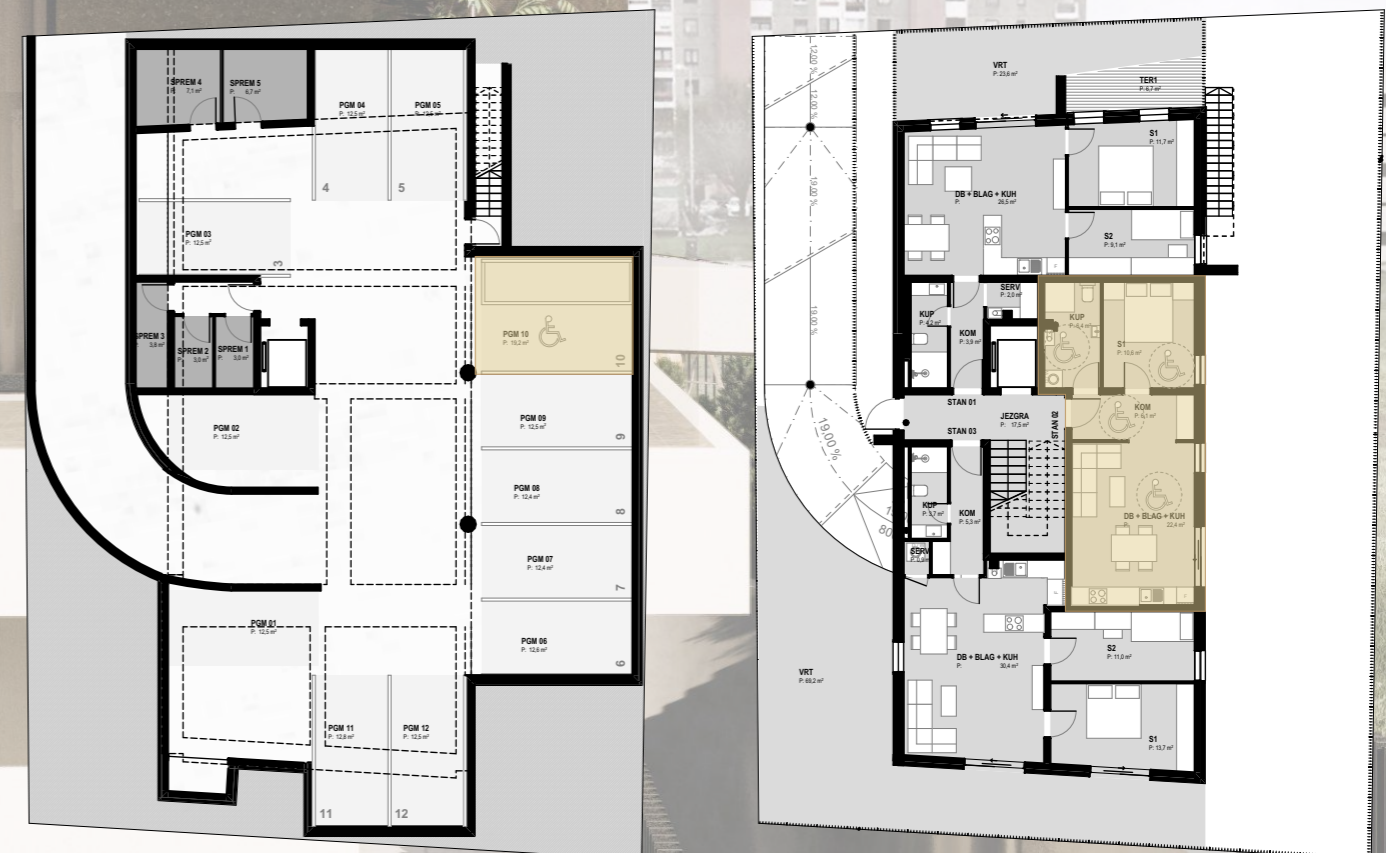 SPREM 4
P: 7,1 m²
SPREM 5
P: 6,7 m²
PGM 04
P: 12,5 m²
PGM 05
4
5
PGM 03
P: 12,5 m²
3
SPREM 3
3,8 m²
SPREM 2
P: 3,0 m²
SPREM 1
P: 3,0 m²
PGM 10
P: 19,2 m²
10
PGM 02
P: 12,5 m²
PGM 09
P: 12,5 m²
9
PGM 08
P: 12,4 m²
8
PGM 07
P: 12,4 m²
7
PGM 01
P: 12,5 m²
PGM 06
P: 12,6 m²
6
PGM 11
P: 12,8 m²
PGM 12
P: 12,5 m²
11
12
12,00 %
12,00 %
19,00 %
19,00 %
19,00 %
VRT
P: 23,6 m²
TER1
P: 6,7 m²
S1
P: 11,7 m²
DB + BLAG + KUH
P: 26,5 m²
S2
P: 9,1 m²
SERV
P: 2,0 m²
KUP
P: 4,2 m²
KOM
P: 3,9 m²
KUP
S1
P: 10,6 m²
STAN 01
JEZGRA
P: 17,5 m²
STAN 02
KOM
STAN 03
KUP
P: 3,7 m²
KOM
P: 5,3 m²
DB + BLAG + KUH
P: 22,4 m²
SERV
DB + BLAG + KUH
P: 30,4 m²
S2
P: 11,0 m²
VRT
P: 69,2 m²
S1
P: 13,7 m²